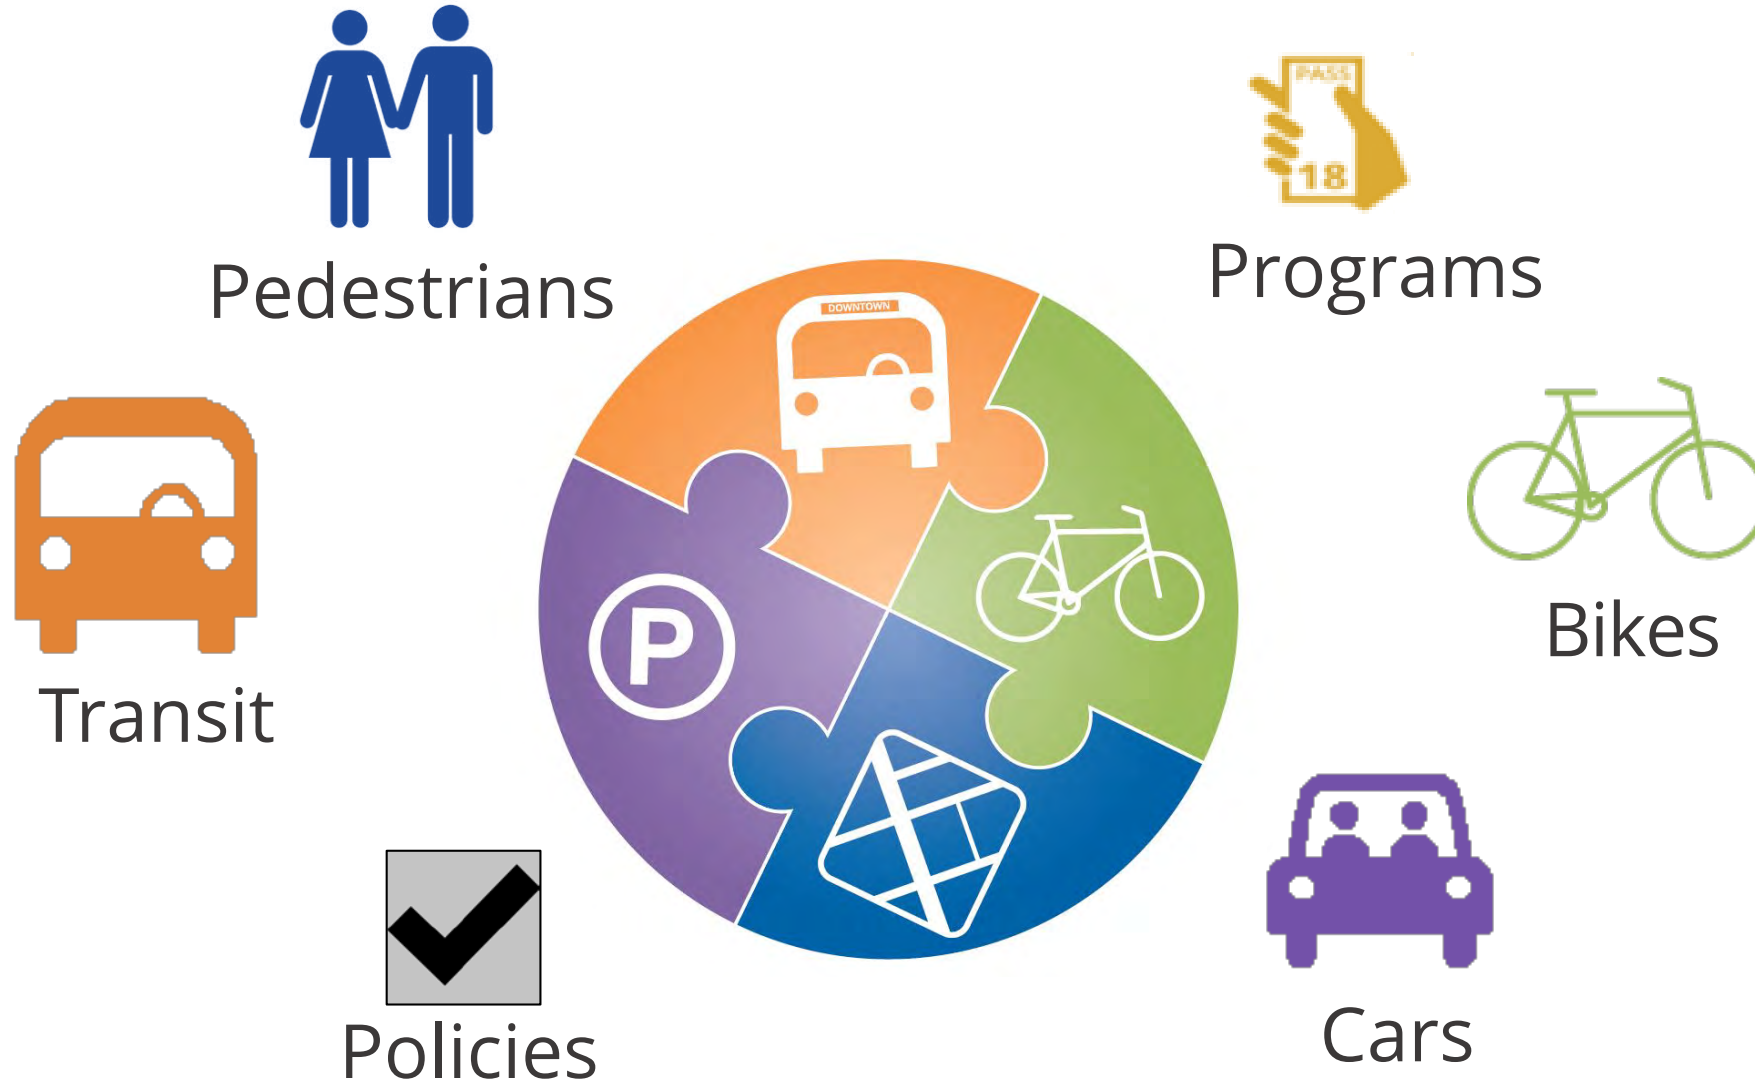 PASS
18
Pedestrians
Programs
DOWNTOWN
P
Transit
Bikes
Policies
Cars